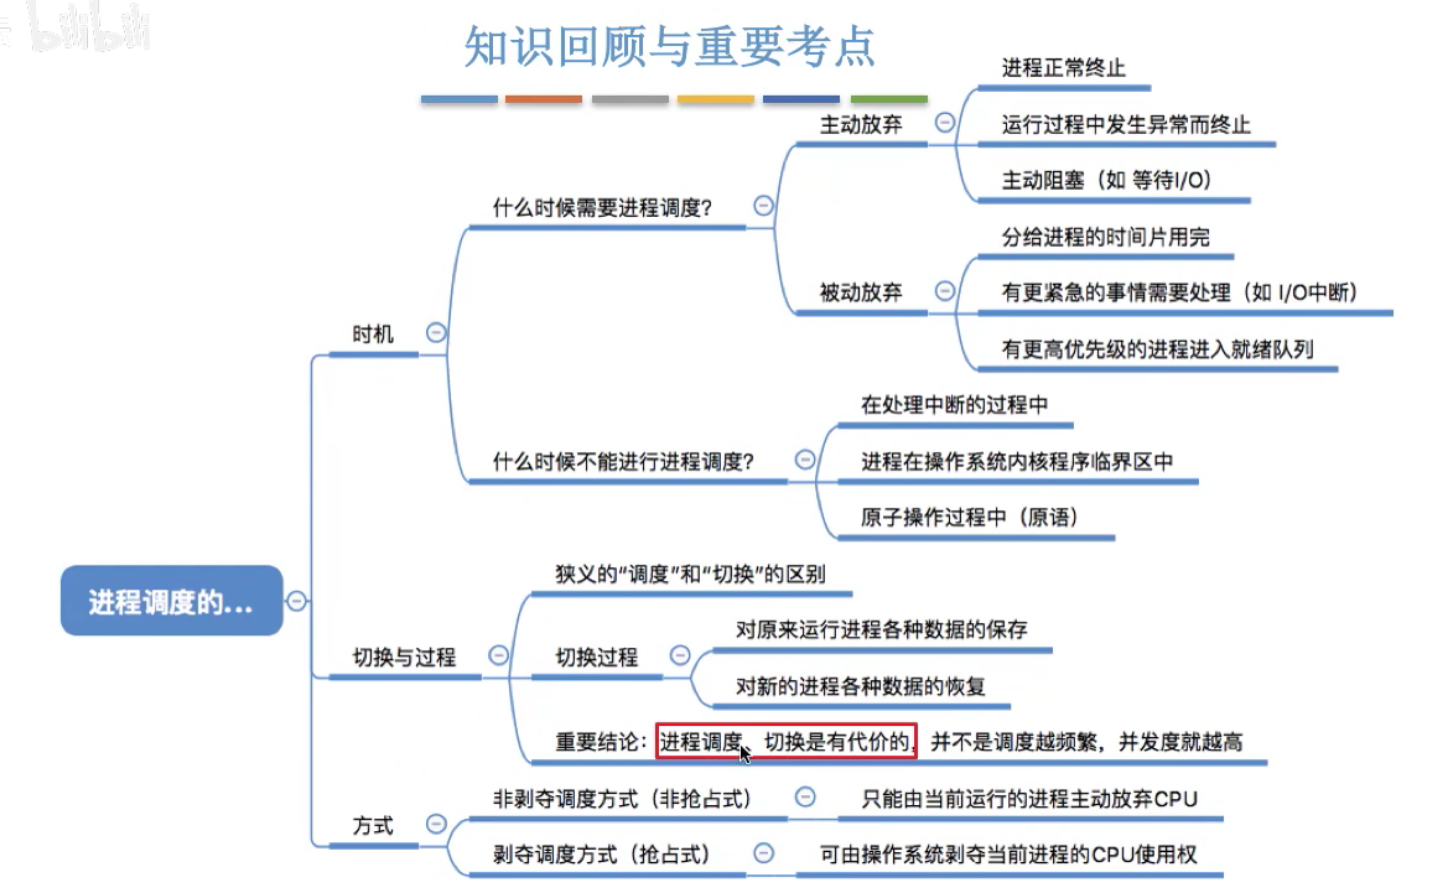 bilibili
知识回顾与重要考点
进程调度的...
时机
什么时候需要进程调度？
主动放弃
进程正常终止
运行过程中发生异常而终止
主动阻塞（如 等待I/O）
被动放弃
分给进程的时间片用完
有更紧急的事情需要处理（如 I/O中断）
有更高优先级的进程进入就绪队列
什么时候不能进行进程调度？
在处理中断的过程中
进程在操作系统内核程序临界区中
原子操作过程中（原语）
切换与过程
狭义的“调度”和“切换”的区别
切换过程
对原来运行进程各种数据的保存
对新的进程各种数据的恢复
重要结论：进程调度、切换是有代价的，并不是调度越频繁，并发度就越高
方式
非剥夺调度方式（非抢占式）
只能由当前运行的进程主动放弃CPU
剥夺调度方式（抢占式）
可由操作系统剥夺当前进程的CPU使用权